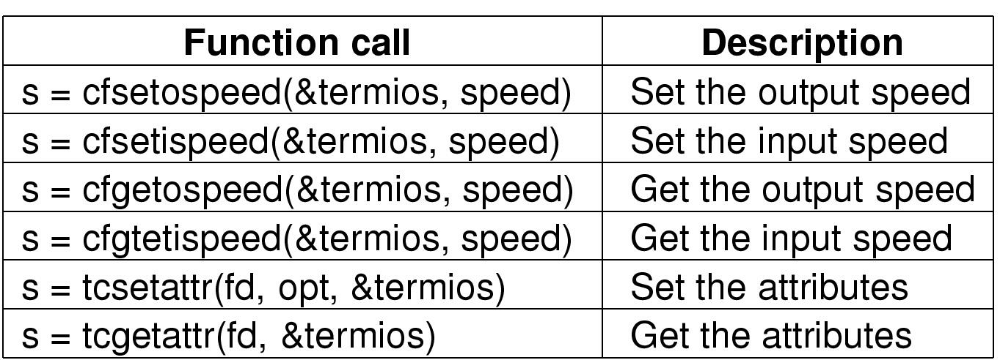 Function call Description
s = cfsetospeed(&termios, speed) Set the output speed
s = cfsetispeed(&termios, speed) Set the input speed
s = cfgetospeed(&termios, speed) Get the output speed
s = cfgtetispeed(&termios, speed) Get the input speed
s = tcsetattr(fd, opt, &termios) Set the attributes
s = tcgetattr(fd, &termios) Get the attributes